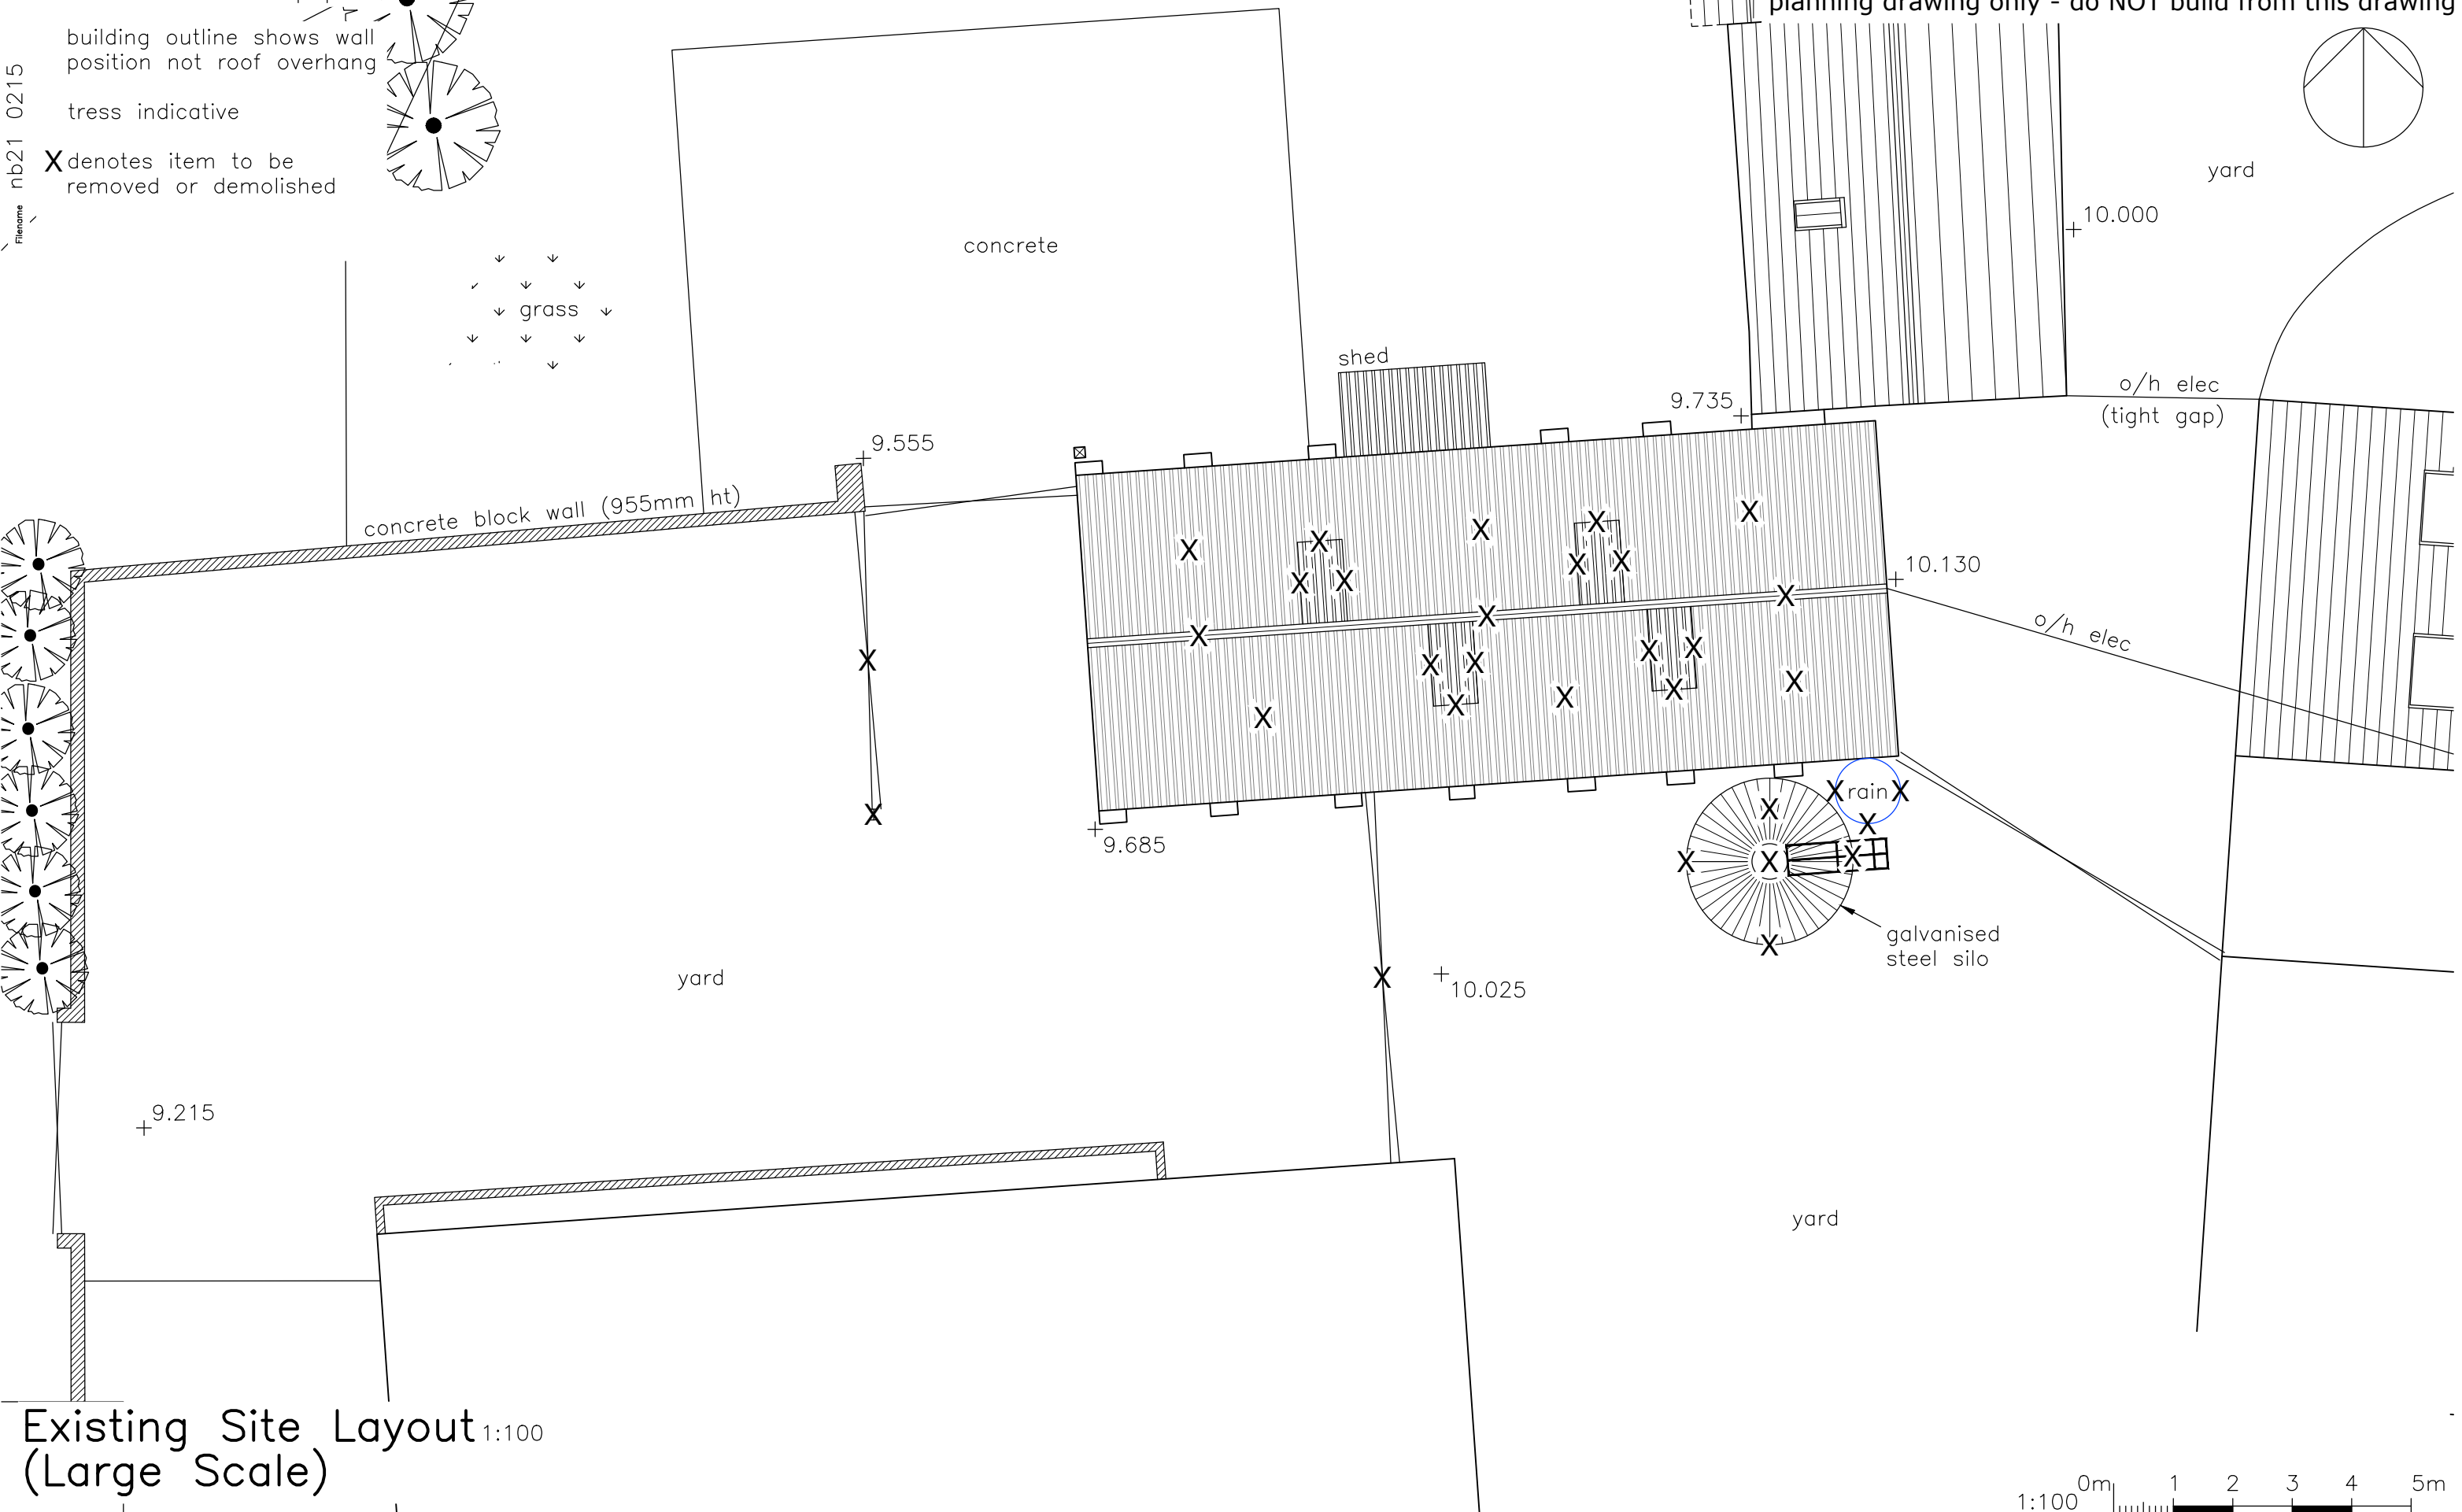 planning drawing only - do NOT build from this drawing
building outline shows wall
position not roof overhang
tress indicative
X denotes item to be
removed or demolished
Filename nb21 0215
yard
10.000
concrete
grass
shed
o/h elec
(tight gap)
9.735
9.555
concrete block wall (955mm ht)
10.130
o/h elec
X X X X
X X X X X
X X X
X X X X
X X X X X
X
X
9.685
X rain X
X
X
X X X
X
galvanised
steel silo
yard
X
10.025
9.215
yard
Existing Site Layout 1:100
(Large Scale)
0m 1 2 3 4 5m
1:100